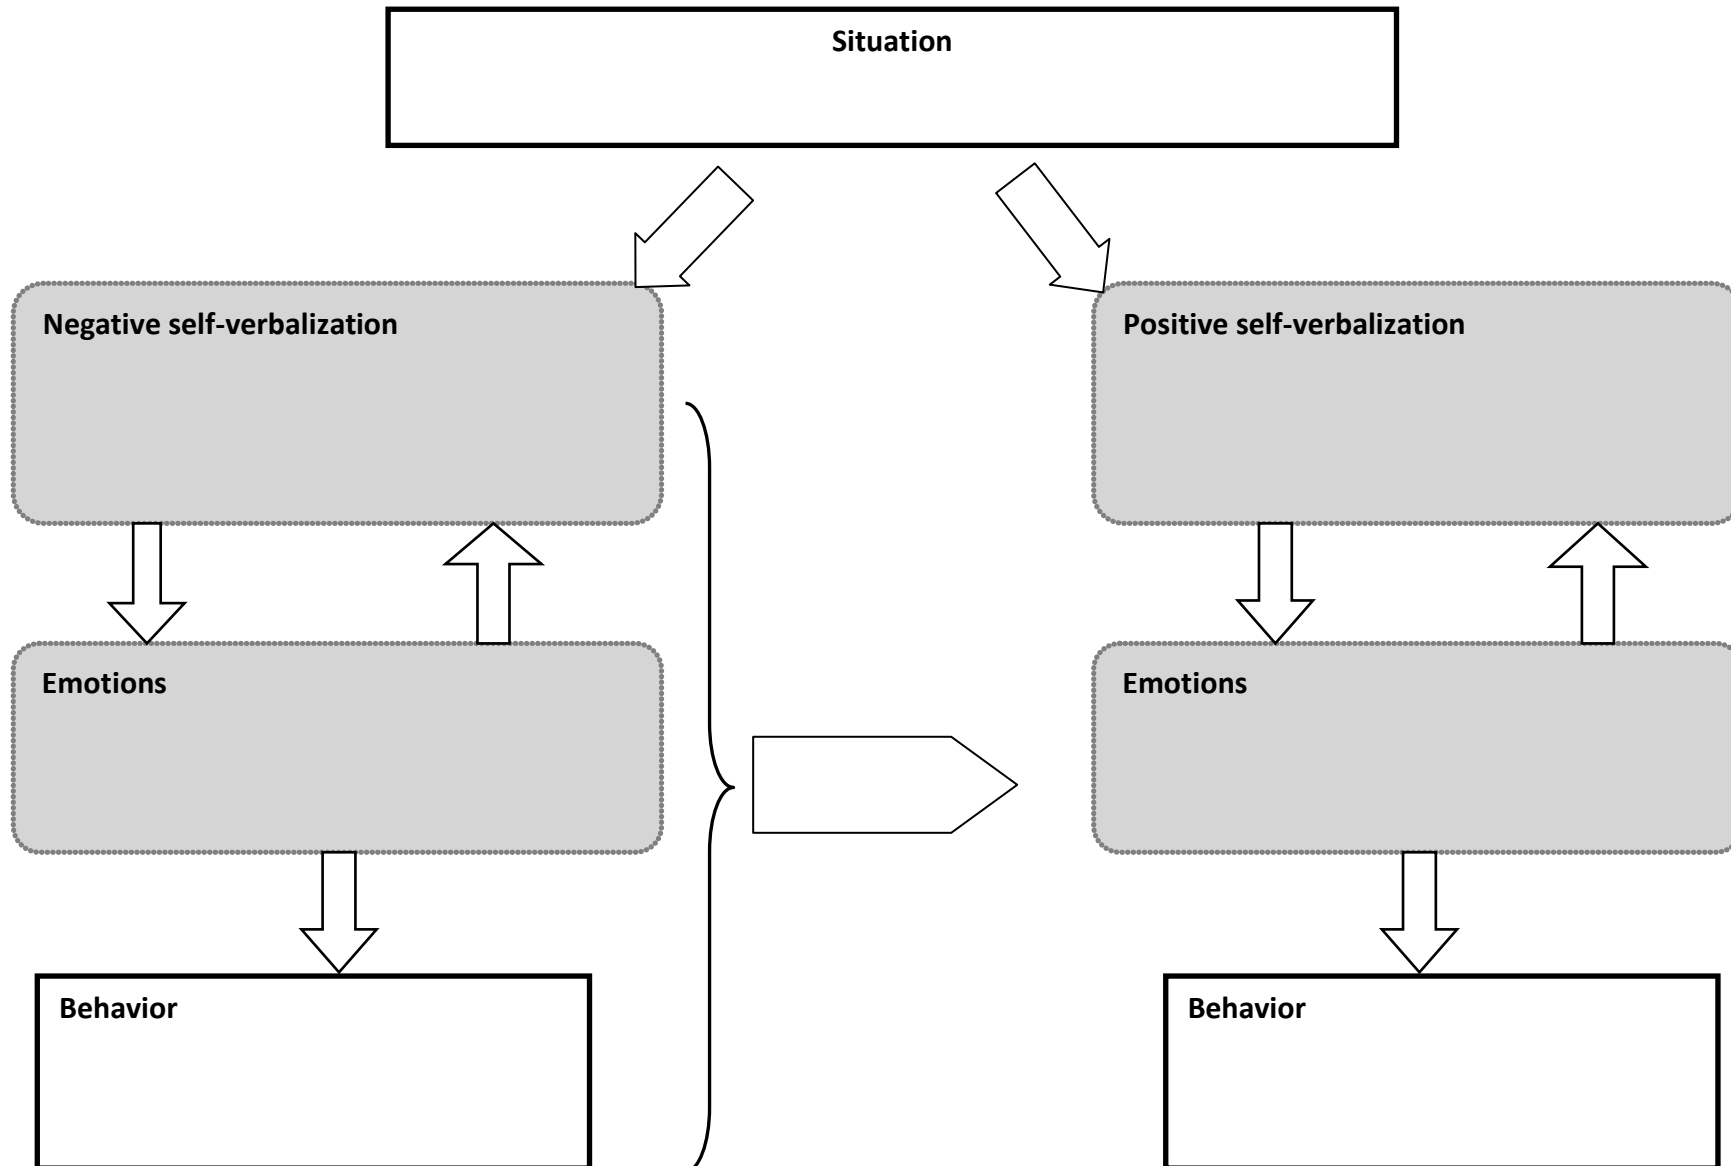 Situation
Negative self-verbalization
Positive self-verbalization
Emotions
Emotions
Behavior
Behavior